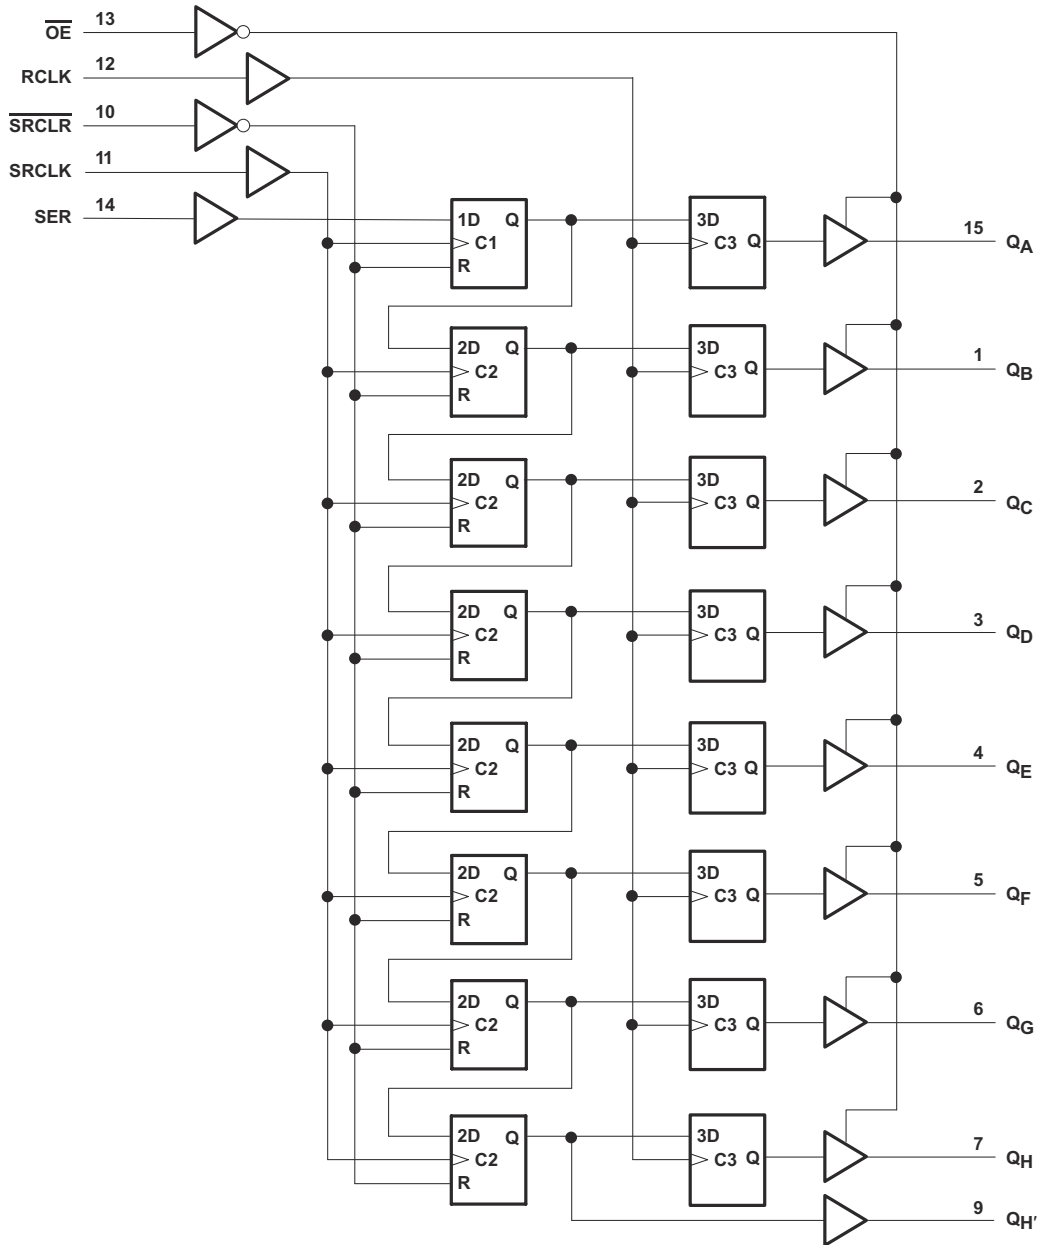 OE 13
RCLK 12
SRCLR 10
SRCLK 11
SER 14
1D Q 3D
C1 C3 Q 15 QA
R
2D Q 3D
C2 C3 Q 1 QB
R
2D Q 3D
C2 C3 Q 2 QC
R
2D Q 3D
C2 C3 Q 3 QD
R
2D Q 3D
C2 C3 Q 4 QE
R
2D Q 3D
C2 C3 Q 5 QF
R
2D Q 3D
C2 C3 Q 6 QG
R
2D Q 3D
C2 C3 Q 7 QH
R
9 QH′